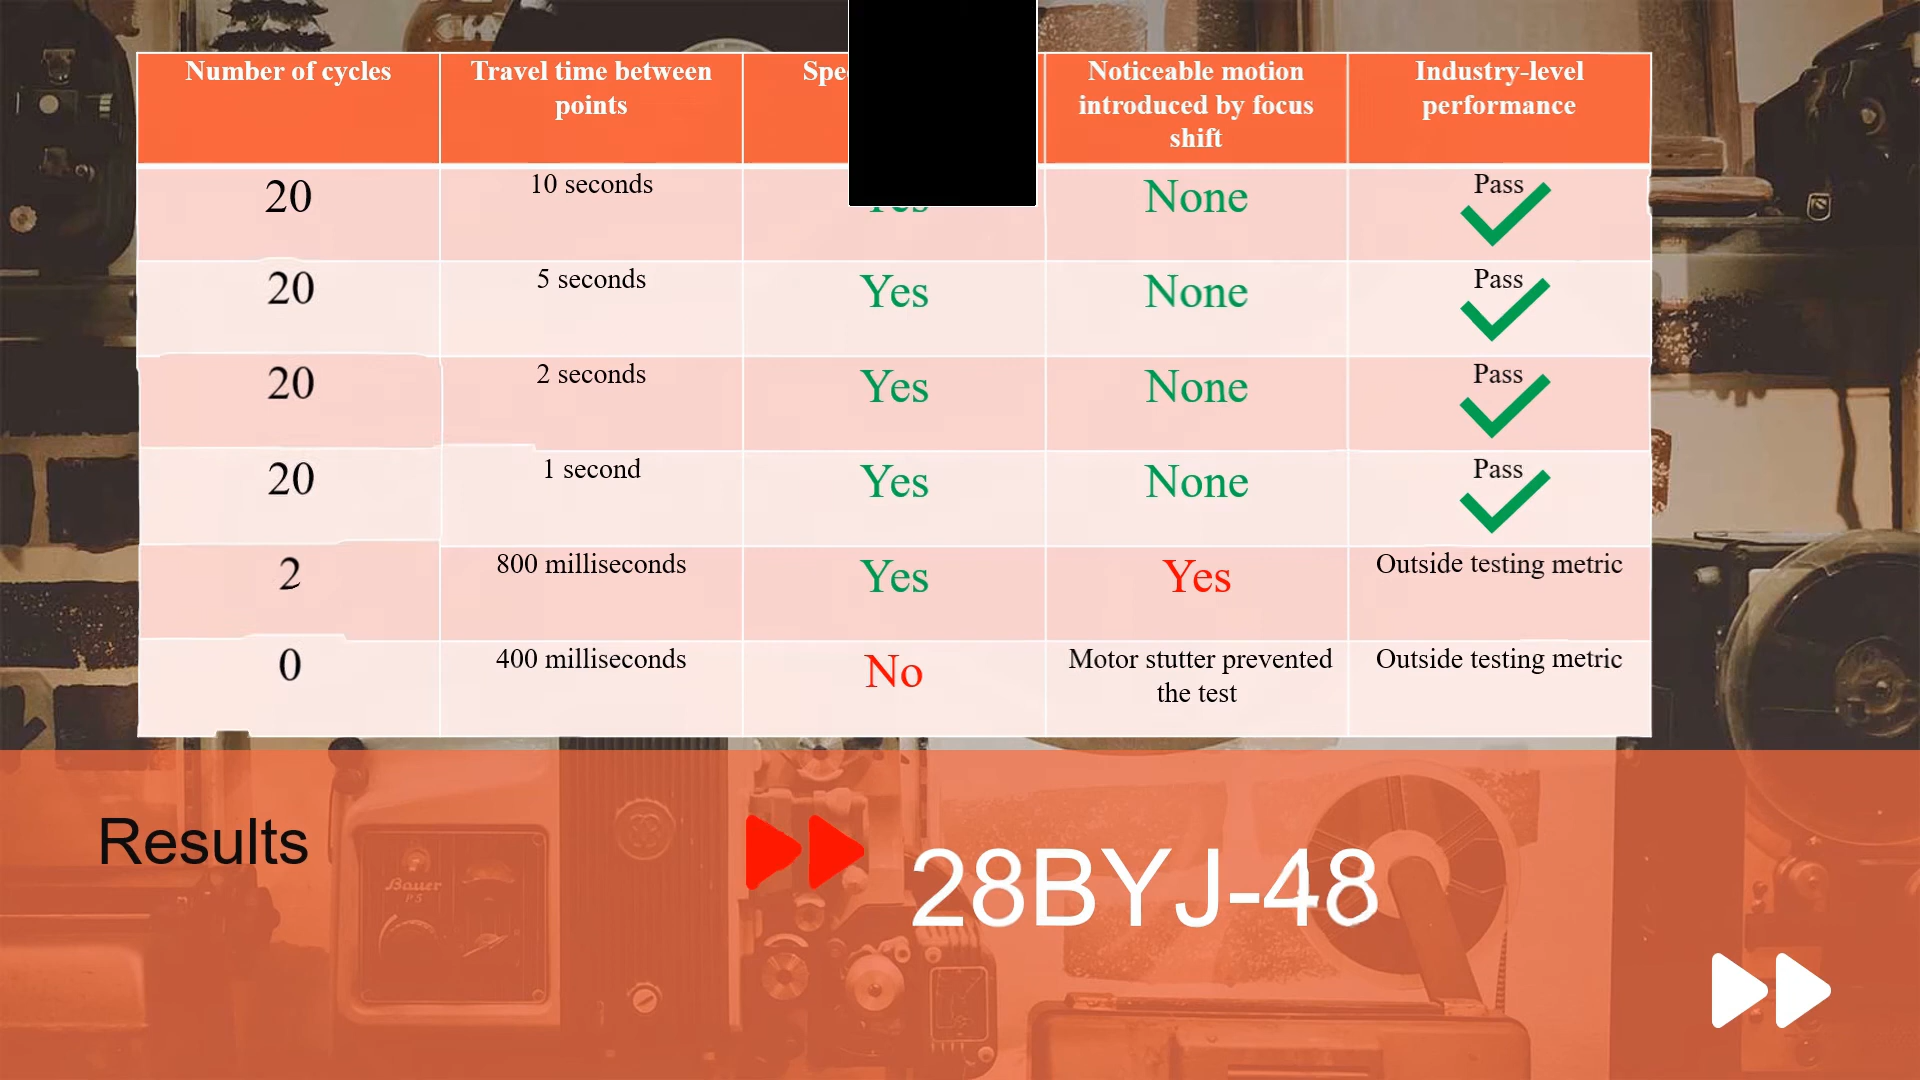 Number of cycles
Travel time between
points
Noticeable motion
introduced by focus
shift
Industry-level
performance
20
10 seconds
Yes
None
Pass
20
5 seconds
Yes
None
Pass
20
2 seconds
Yes
None
Pass
20
1 second
Yes
None
Pass
2
800 milliseconds
Yes
Yes
Outside testing metric
0
400 milliseconds
No
Motor stutter prevented
the test
Outside testing metric
Results
28BYJ-48
Bauer
P5